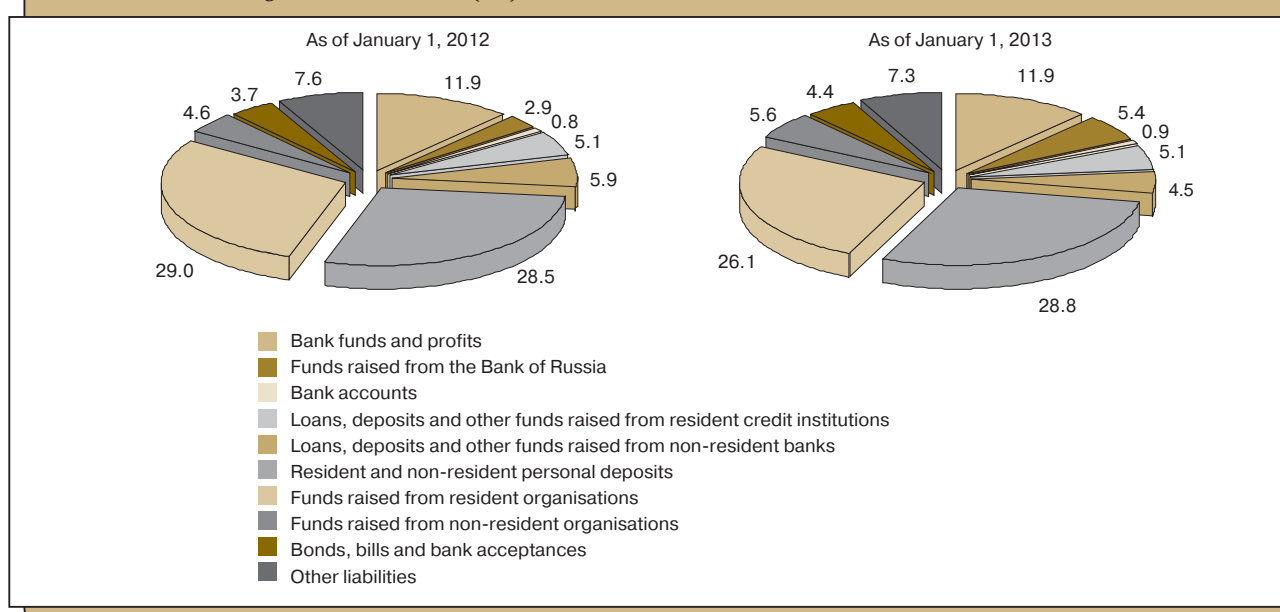 As of January 1, 2012
7.6
11.9
3.7
4.6
2.9
0.8
5.1
5.9
29.0
28.5
As of January 1, 2013
7.3
11.9
4.4
5.6
5.4
0.9
5.1
4.5
26.1
28.8
Bank funds and profits
Funds raised from the Bank of Russia
Bank accounts
Loans, deposits and other funds raised from resident credit institutions
Loans, deposits and other funds raised from non-resident banks
Resident and non-resident personal deposits
Funds raised from resident organisations
Funds raised from non-resident organisations
Bonds, bills and bank acceptances
Other liabilities